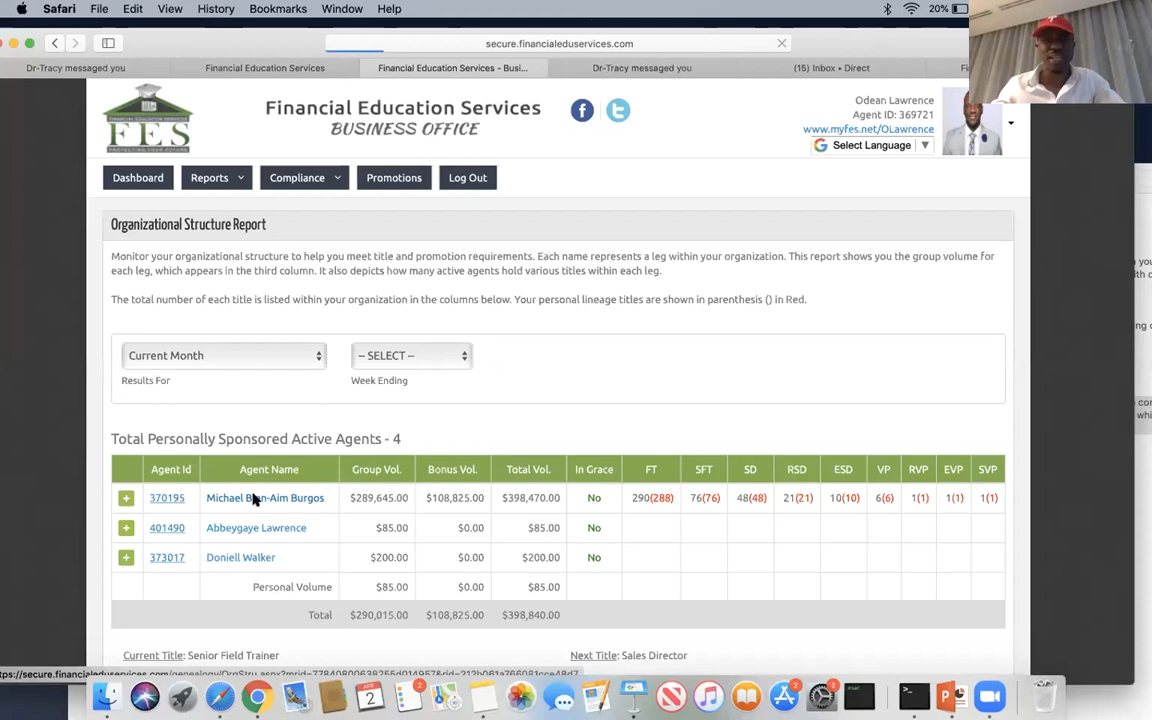 Safari File Edit View History Bookmarks Window Help 20%
secure.financialeduservices.com
Dr-Tracy messaged you Financial Education Services Financial Education Services - Busi... Dr-Tracy messaged you (15) Inbox • Direct
FES
Financial Education Services
BUSINESS OFFICE
Odean Lawrence
Agent ID: 369721
www.myfes.net/OLawrence
Select Language ▼
Dashboard Reports Compliance Promotions Log Out
Organizational Structure Report
Monitor your organizational structure to help you meet title and promotion requirements. Each name represents a leg within your organization. This report shows you the group volume for
each leg, which appears in the third column. It also depicts how many active agents hold various titles within each leg.
The total number of each title is listed within your organization in the columns below. Your personal lineage titles are shown in parenthesis () in Red.
Current Month -- SELECT --
Results For Week Ending
Total Personally Sponsored Active Agents - 4
Agent Id Agent Name Group Vol. Bonus Vol. Total Vol. In Grace FT SFT SD RSD ESD VP RVP EVP SVP
370195 Michael -Aim Burgos $289,645.00 $108,825.00 $398,470.00 No 290(288) 76(76) 48(48) 21(21) 10(10) 6(6) 1(1) 1(1) 1(1)
401490 Abbeygaye Lawrence $85.00 $0.00 $85.00 No
373017 Doniell Walker $200.00 $0.00 $200.00 No
Personal Volume $85.00 $0.00 $85.00
Total $290,015.00 $108,825.00 $398,840.00
Current Title: Senior Field Trainer Next Title: Sales Director